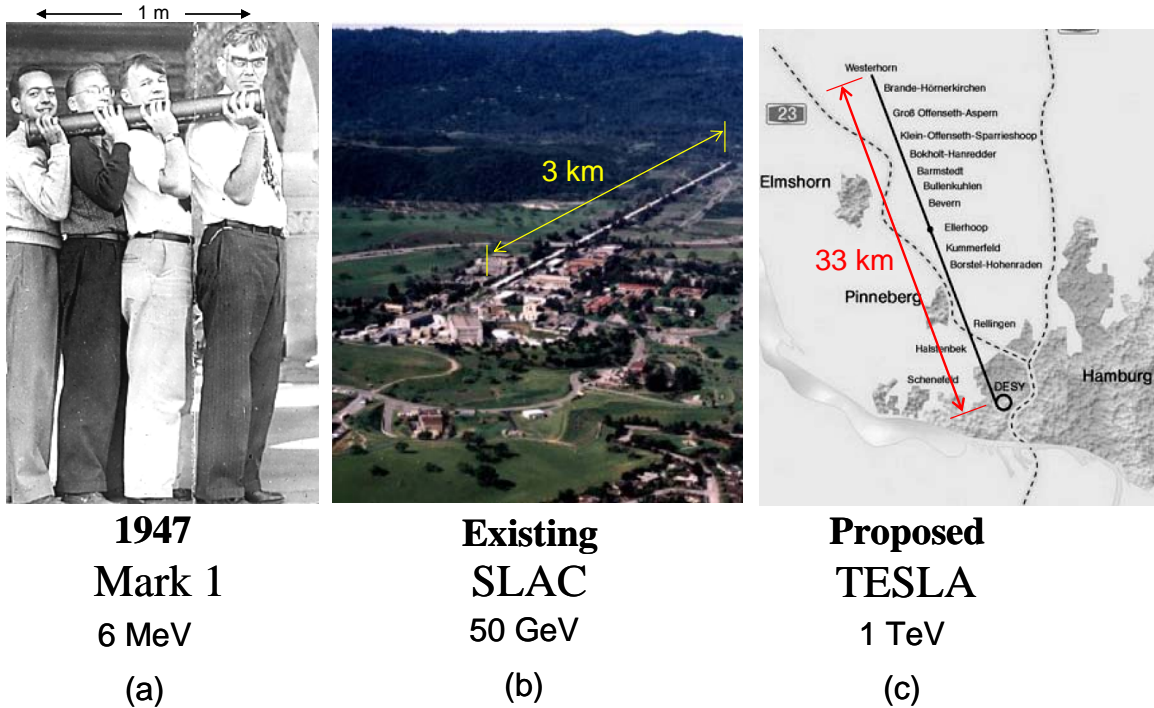 1 m
3 km
Westerhorn
Brande-Hörnerkirchen
23
Groß Offenseth-Aspern
Klein-Offenseth-Sparrieshoop
Bokholt-Hanredder
Barmstedt
Elmshorn
Bullenkuhlen
Bevern
Ellerhoop
Kummerfeld
33 km
Borstel-Hohenraden
Pinneberg
Rellingen
Halstenbek
Schenefeld
DESY
Hamburg
1947
Mark 1
6 MeV
(a)
Existing
SLAC
50 GeV
(b)
Proposed
TESLA
1 TeV
(c)